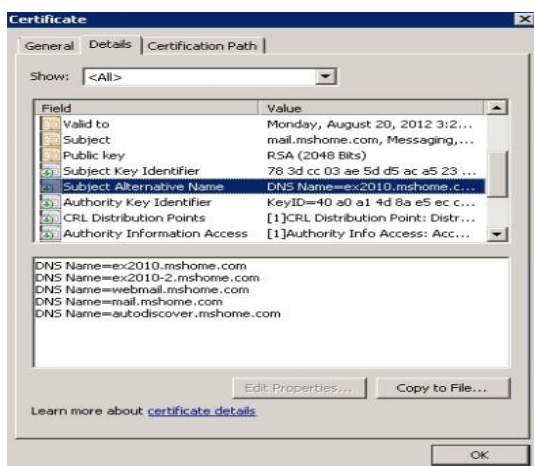 Certificate
General Details Certification Path
Show: <All>
Field Value
Valid to Monday, August 20, 2012 3:2...
Subject mail.mshome.com, Messaging,...
Public key RSA (2048 Bits)
Subject Key Identifier 78 3d cc 03 ae 5d d5 ac a5 23 ...
Subject Alternative Name DNS Name=ex2010.mshome.c...
Authority Key Identifier KeyID=40 a0 a1 4d 8a e5 ec c...
CRL Distribution Points [1]CRL Distribution Point: Distr...
Authority Information Access [1]Authority Info Access: Acc...
DNS Name=ex2010.mshome.com
DNS Name=ex2010-2.mshome.com
DNS Name=webmail.mshome.com
DNS Name=mail.mshome.com
DNS Name=autodiscover.mshome.com
Edit Properties... Copy to File...
Learn more about certificate details
OK